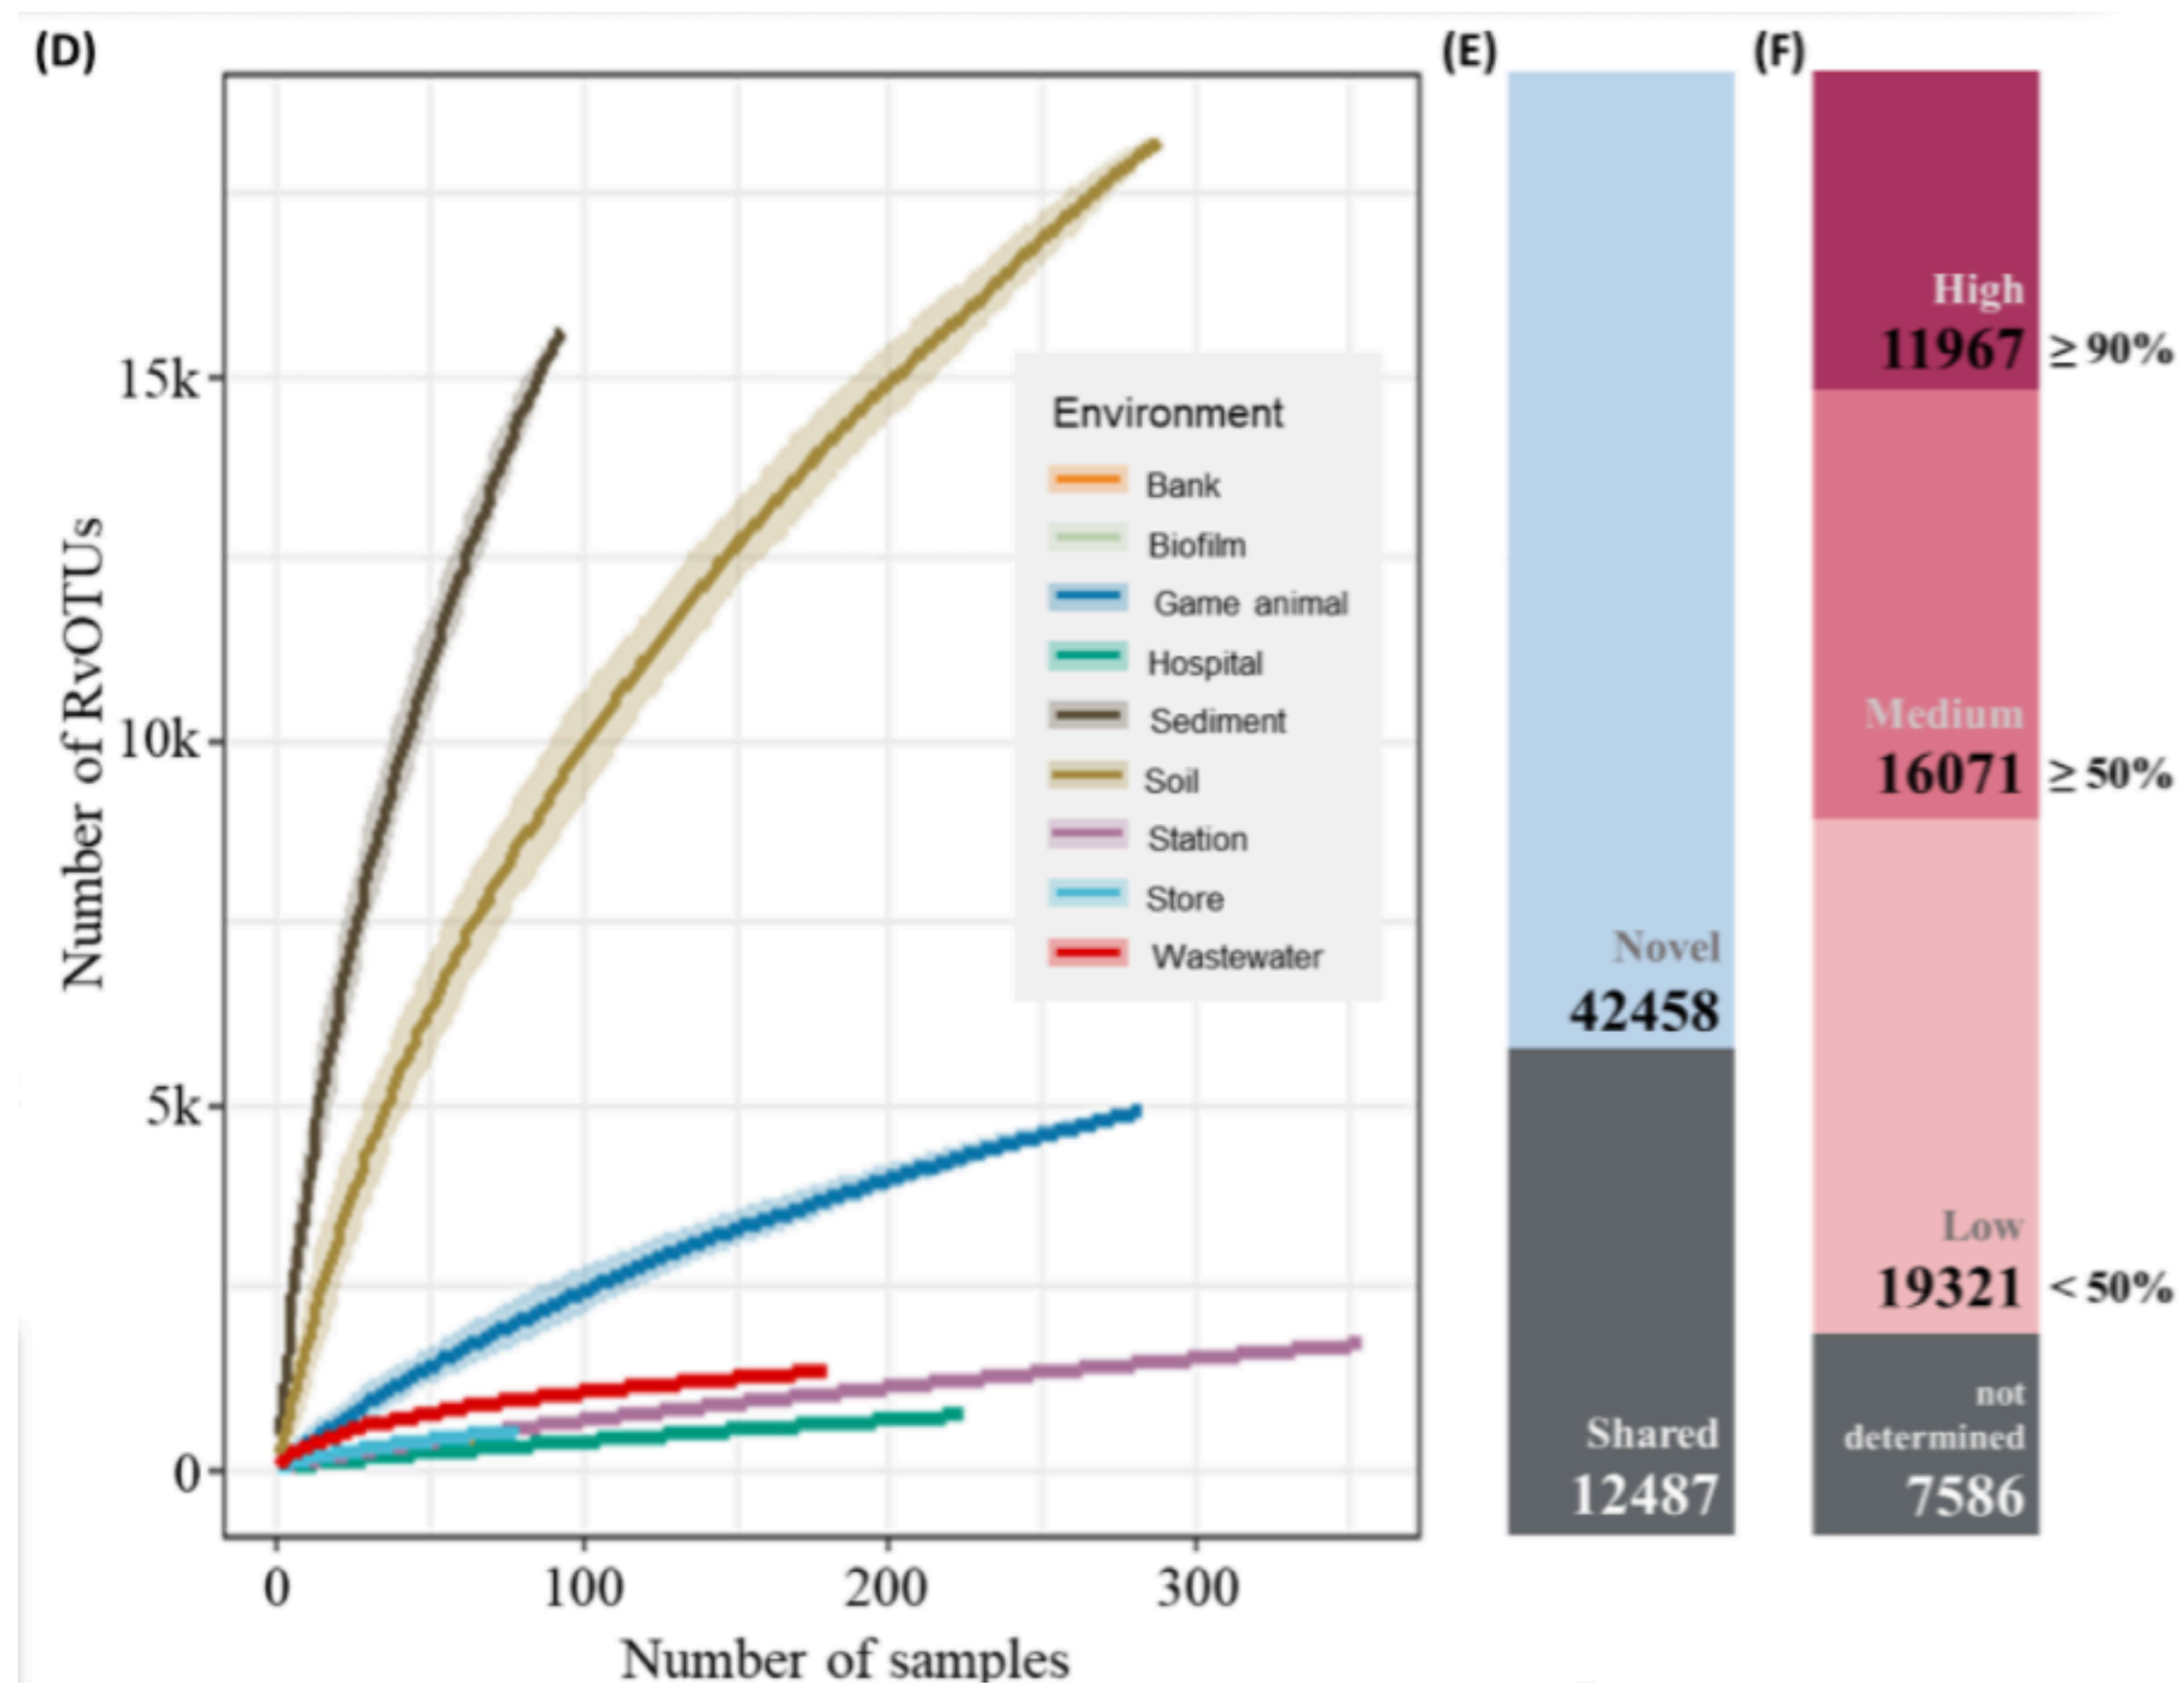 (D)
Number of RvOTUs
15k
10k
5k
0
0 100 200 300
Number of samples
Environment
Bank
Biofilm
Game animal
Hospital
Sediment
Soil
Station
Store
Wastewater
(E)
Novel
42458
Shared
12487
(F)
High
11967 ≥ 90%
Medium
16071 ≥ 50%
Low
19321 < 50%
not
determined
7586